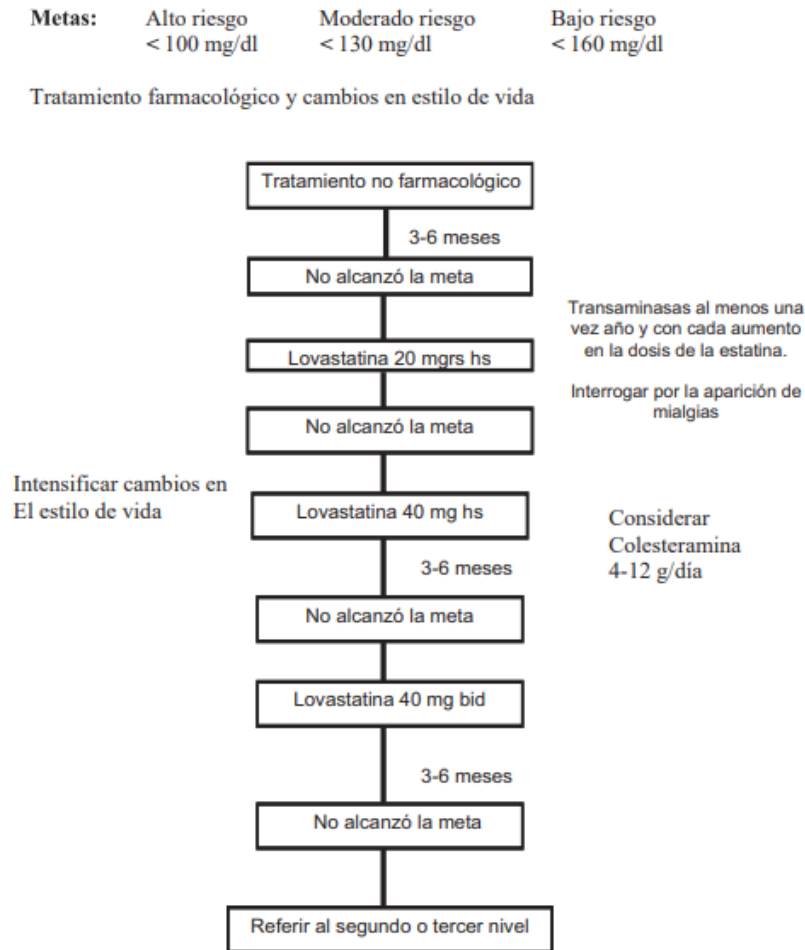 Metas: Alto riesgo Moderado riesgo Bajo riesgo
< 100 mg/dl < 130 mg/dl < 160 mg/dl
Tratamiento farmacológico y cambios en estilo de vida
Tratamiento no farmacológico
3-6 meses
No alcanzó la meta
Transaminasas al menos una
vez año y con cada aumento
en la dosis de la estatina.
Lovastatina 20 mgrs hs
Interrogar por la aparición de
mialgias
No alcanzó la meta
Intensificar cambios en
El estilo de vida
Lovastatina 40 mg hs
Considerar
Colesteramina
4-12 g/día
3-6 meses
No alcanzó la meta
Lovastatina 40 mg bid
3-6 meses
No alcanzó la meta
Referir al segundo o tercer nivel